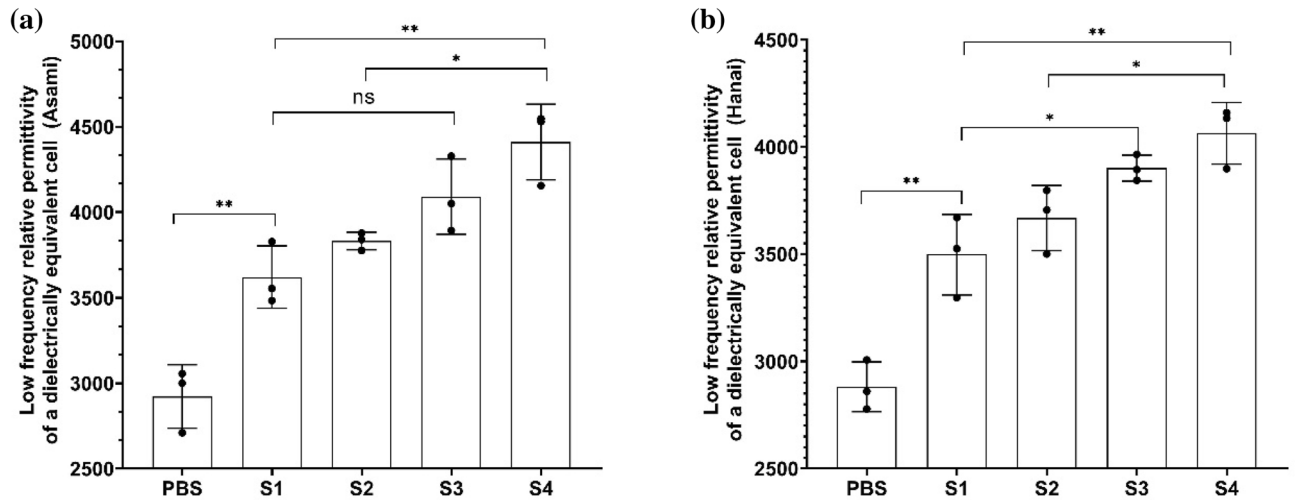 (a)
Low frequency relative permittivity
of a dielectrically equivalent cell (Asami)
5000
4500
4000
3500
3000
2500
**
*
ns
**
PBS S1 S2 S3 S4
(b)
Low frequency relative permittivity
of a dielectrically equivalent cell (Hanai)
4500
4000
3500
3000
2500
**
*
*
**
PBS S1 S2 S3 S4